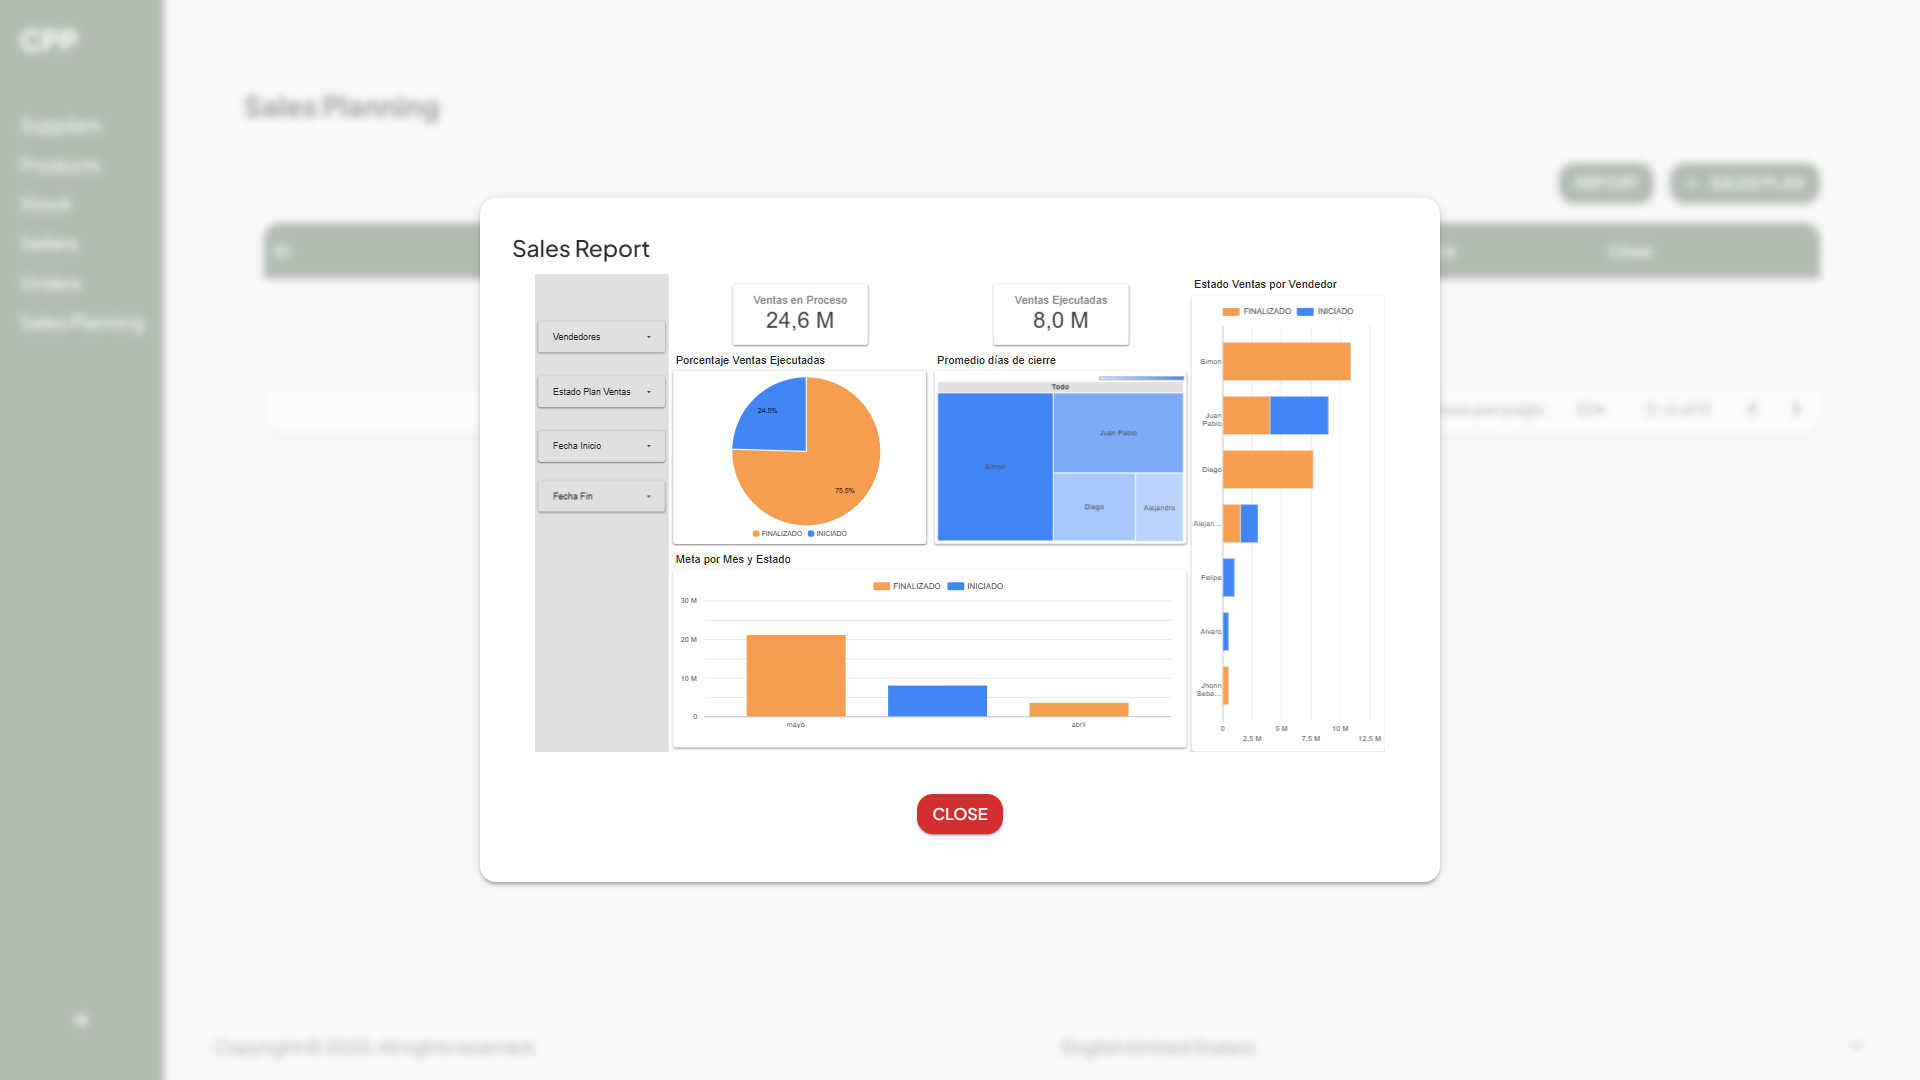 CPP
Suppliers
Products
Stock
Sellers
Orders
Sales Planning
Sales Planning
REPORT
+ SALES PLAN
ID
Close
Sales Report
Vendedores
Estado Plan Ventas
Fecha Inicio
Fecha Fin
Ventas en Proceso
24,6 M
Ventas Ejecutadas
8,0 M
Porcentaje Ventas Ejecutadas
24.5%
75.5%
FINALIZADO INICIADO
Promedio días de cierre
Todo
Simon
Juan Pablo
Diego
Alejandro
Meta por Mes y Estado
FINALIZADO INICIADO
30 M
20 M
10 M
0
mayo
abril
Estado Ventas por Vendedor
FINALIZADO INICIADO
Simon
Juan
Pablo
Diego
Alejan...
Felipe
Alvaro
Jhonn
Seba...
0
5 M
10 M
2,5 M
7,5 M
12,5 M
CLOSE
Copyright © 2025. All rights reserved.
English (United States)